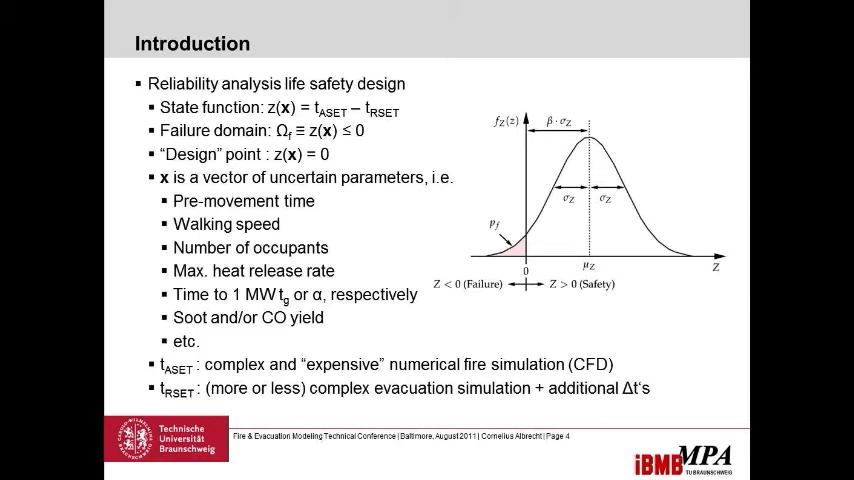 Introduction
Reliability analysis life safety design
State function: z(x) = tASET – tRSET
Failure domain: Ωf ≡ z(x) ≤ 0
"Design" point : z(x) = 0
x is a vector of uncertain parameters, i.e.
Pre-movement time
Walking speed
Number of occupants
Max. heat release rate
Time to 1 MW tg or α, respectively
Soot and/or CO yield
etc.
tASET : complex and "expensive" numerical fire simulation (CFD)
tRSET : (more or less) complex evacuation simulation + additional Δt's
fZ(z)
β · σZ
σZ
σZ
pf
0
μZ
Z
Z < 0 (Failure)
Z > 0 (Safety)
Technische
Universität
Braunschweig
Fire & Evacuation Modeling Technical Conference | Baltimore, August 2011 | Cornelius Albrecht | Page 4
iBMB MPA
TU BRAUNSCHWEIG